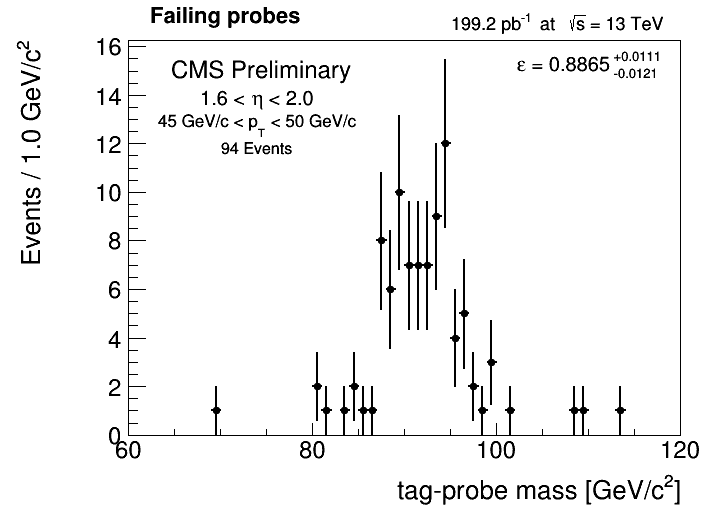 Failing probes
199.2 pb⁻¹ at √s = 13 TeV
CMS Preliminary
1.6 < η < 2.0
45 GeV/c < p_T < 50 GeV/c
94 Events
ε = 0.8865 +0.0111 -0.0121
Events / 1.0 GeV/c²
16
14
12
10
8
6
4
2
0
60 80 100 120
tag-probe mass [GeV/c²]